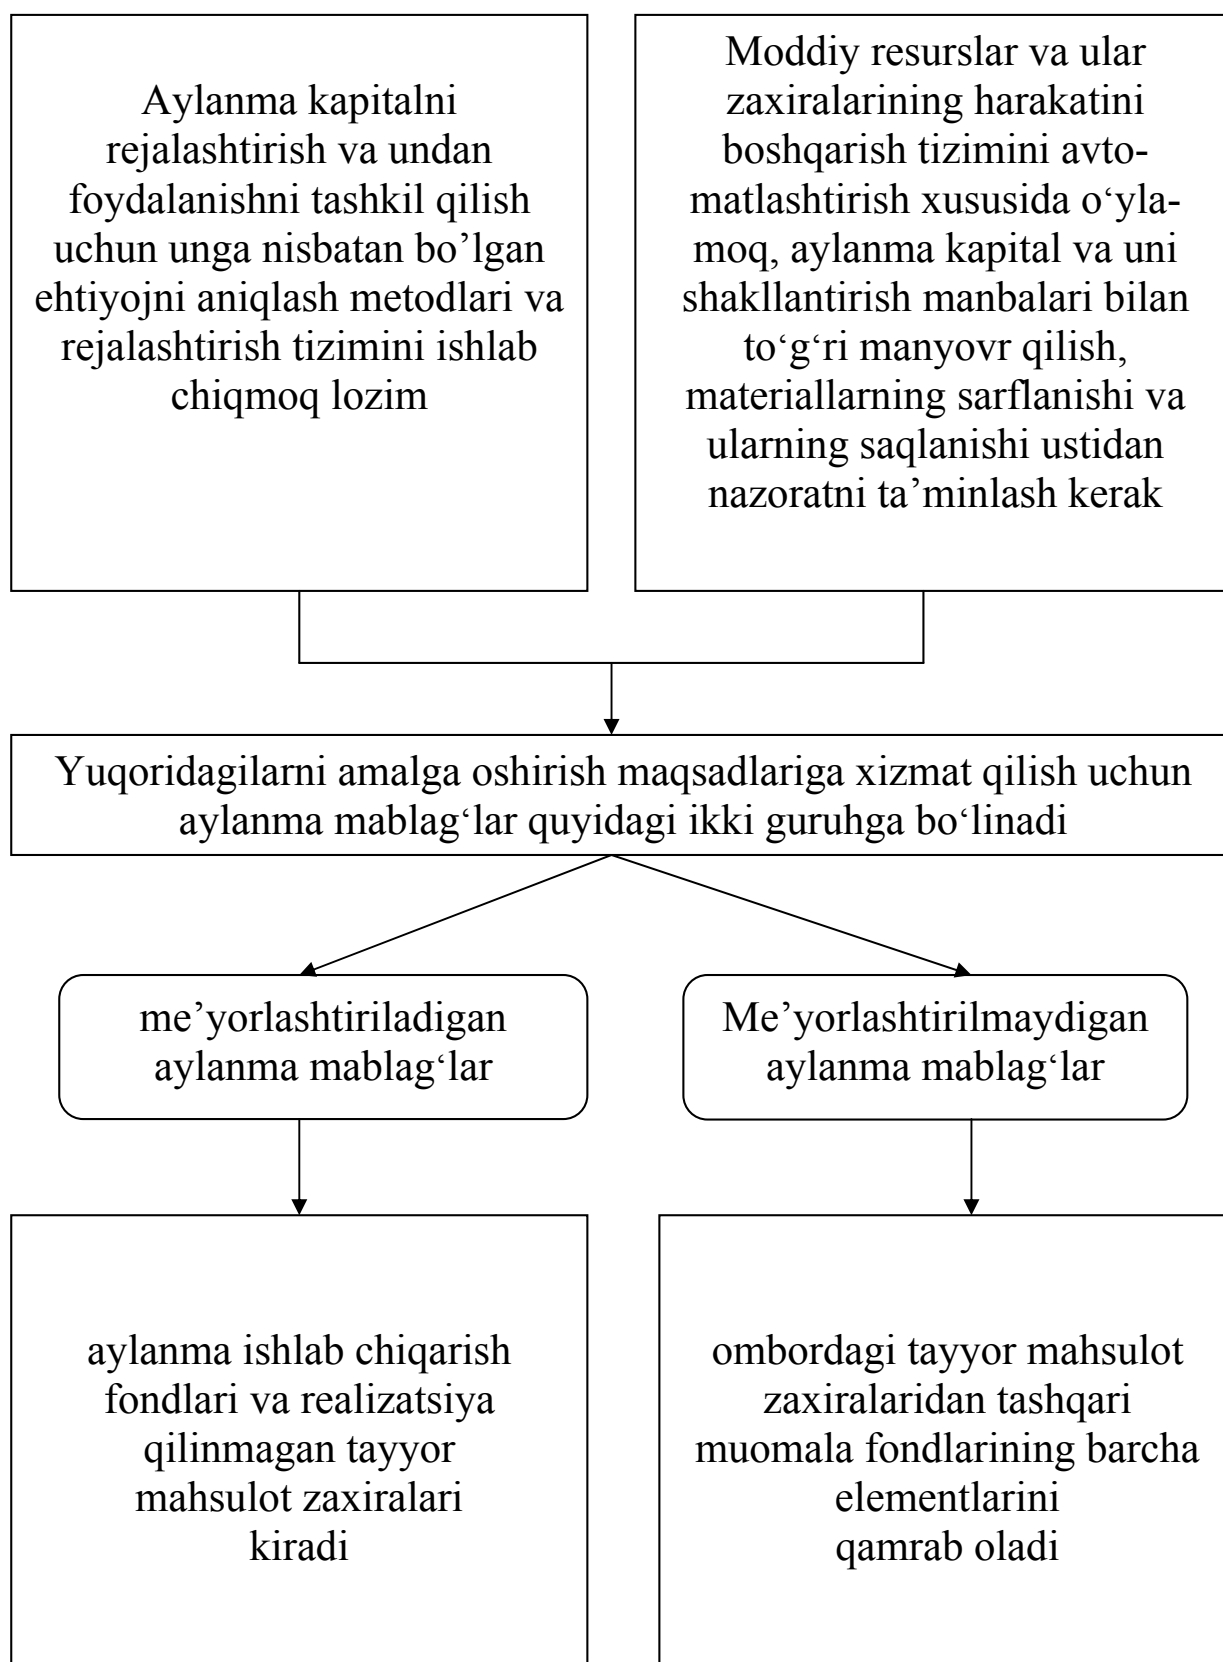 Aylanma kapitalni
rejalashtirish va undan
foydalanishni tashkil qilish
uchun unga nisbatan bo’lgan
ehtiyojni aniqlash metodlari va
rejalashtirish tizimini ishlab
chiqmoq lozim
Moddiy resurslar va ular
zaxiralarining harakatini
boshqarish tizimini avto-
matlashtirish xususida o‘yla-
moq, aylanma kapital va uni
shakllantirish manbalari bilan
to‘g‘ri manyovr qilish,
materiallarning sarflanishi va
ularning saqlanishi ustidan
nazoratni ta’minlash kerak
Yuqoridagilarni amalga oshirish maqsadlariga xizmat qilish uchun
aylanma mablag‘lar quyidagi ikki guruhga bo‘linadi
me’yorlashtiriladigan
aylanma mablag‘lar
Me’yorlashtirilmaydigan
aylanma mablag‘lar
aylanma ishlab chiqarish
fondlari va realizatsiya
qilinmagan tayyor
mahsulot zaxiralari
kiradi
ombordagi tayyor mahsulot
zaxiralaridan tashqari
muomala fondlarining barcha
elementlarini
qamrab oladi